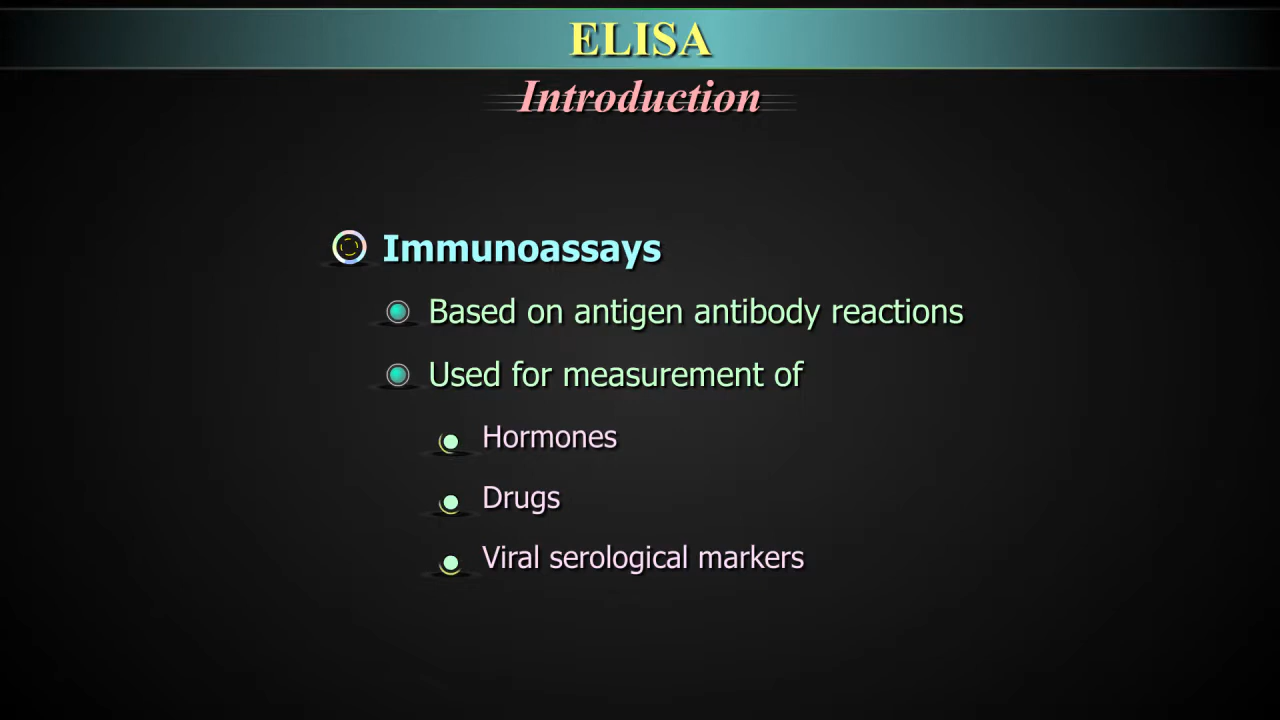 ELISA
Introduction
Immunoassays
Based on antigen antibody reactions
Used for measurement of
Hormones
Drugs
Viral serological markers